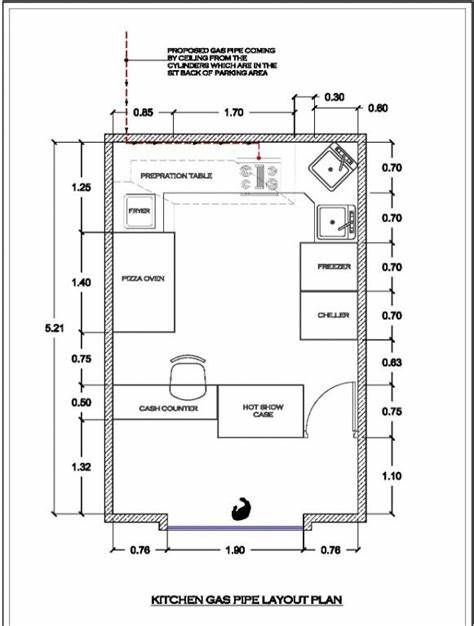 PROPOSED GAS PIPE COMING
BY CEILING FROM THE
CYLINDERS WHICH ARE IN THE
SIT BACK OF PARKING AREA
0.30
0.85
1.70
0.60
PREPRATION TABLE
1.25
0.70
FRYER
0.70
PIZZA OVEN
FREEZER
0.70
1.40
CHILLER
0.70
5.21
0.75
0.63
0.50
CASH COUNTER
HOT SHOW
CASE
0.75
1.32
1.10
0.76
1.90
0.76
KITCHEN GAS PIPE LAYOUT PLAN